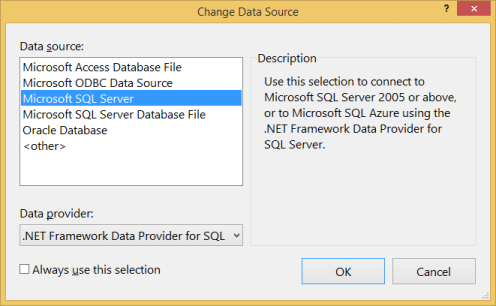 Change Data Source
?
Data source:
Microsoft Access Database File
Microsoft ODBC Data Source
Microsoft SQL Server
Microsoft SQL Server Database File
Oracle Database
<other>
Description
Use this selection to connect to
Microsoft SQL Server 2005 or above,
or to Microsoft SQL Azure using the
.NET Framework Data Provider for
SQL Server.
Data provider:
.NET Framework Data Provider for SQL
Always use this selection
OK
Cancel